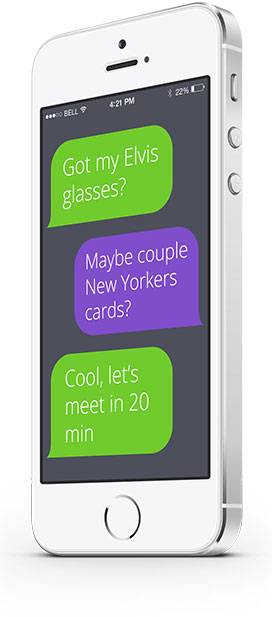 BELL 4:21 PM 22%
Got my Elvis
glasses?
Maybe couple
New Yorkers
cards?
Cool, let's
meet in 20
min